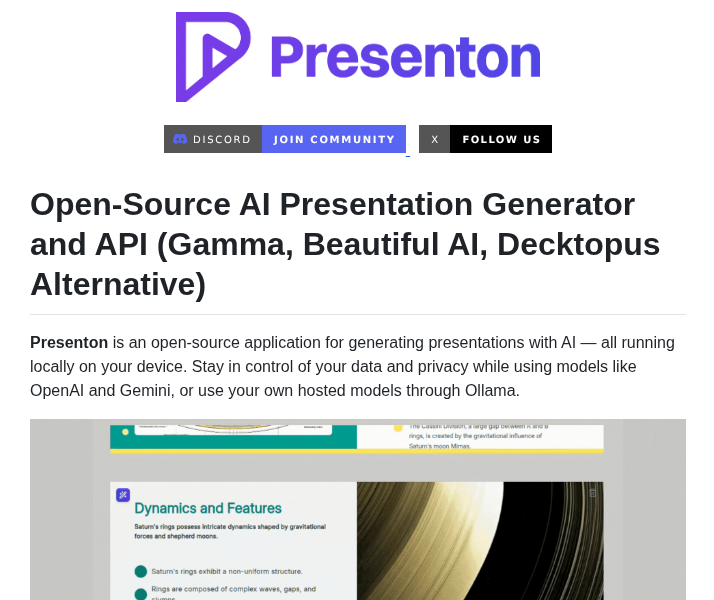 Presenton
DISCORD JOIN COMMUNITY X FOLLOW US
Open-Source AI Presentation Generator
and API (Gamma, Beautiful AI, Decktopus
Alternative)
Presenton is an open-source application for generating presentations with AI — all running
locally on your device. Stay in control of your data and privacy while using models like
OpenAI and Gemini, or use your own hosted models through Ollama.
The Cassini Division, a large gap between A and B
rings, is created by the gravitational influence of
Saturn's moon Mimas.
Dynamics and Features
Saturn's rings possess intricate dynamics shaped by gravitational
forces and shepherd moons.
Saturn's rings exhibit a non-uniform structure.
Rings are composed of complex waves, gaps, and